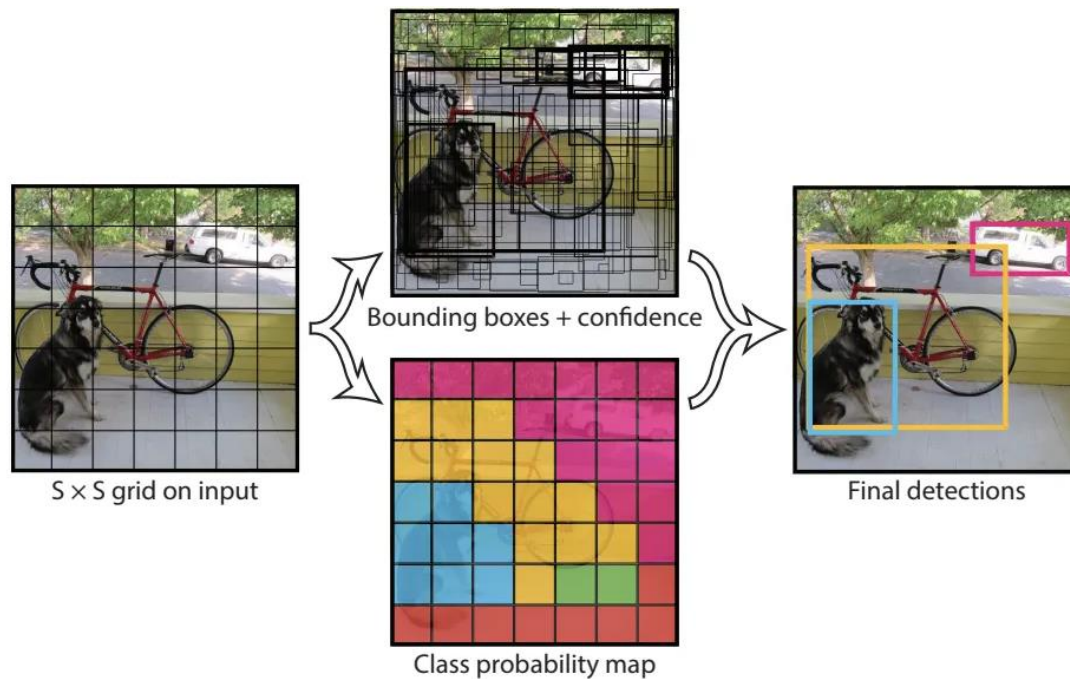 S × S grid on input
Bounding boxes + confidence
Class probability map
Final detections